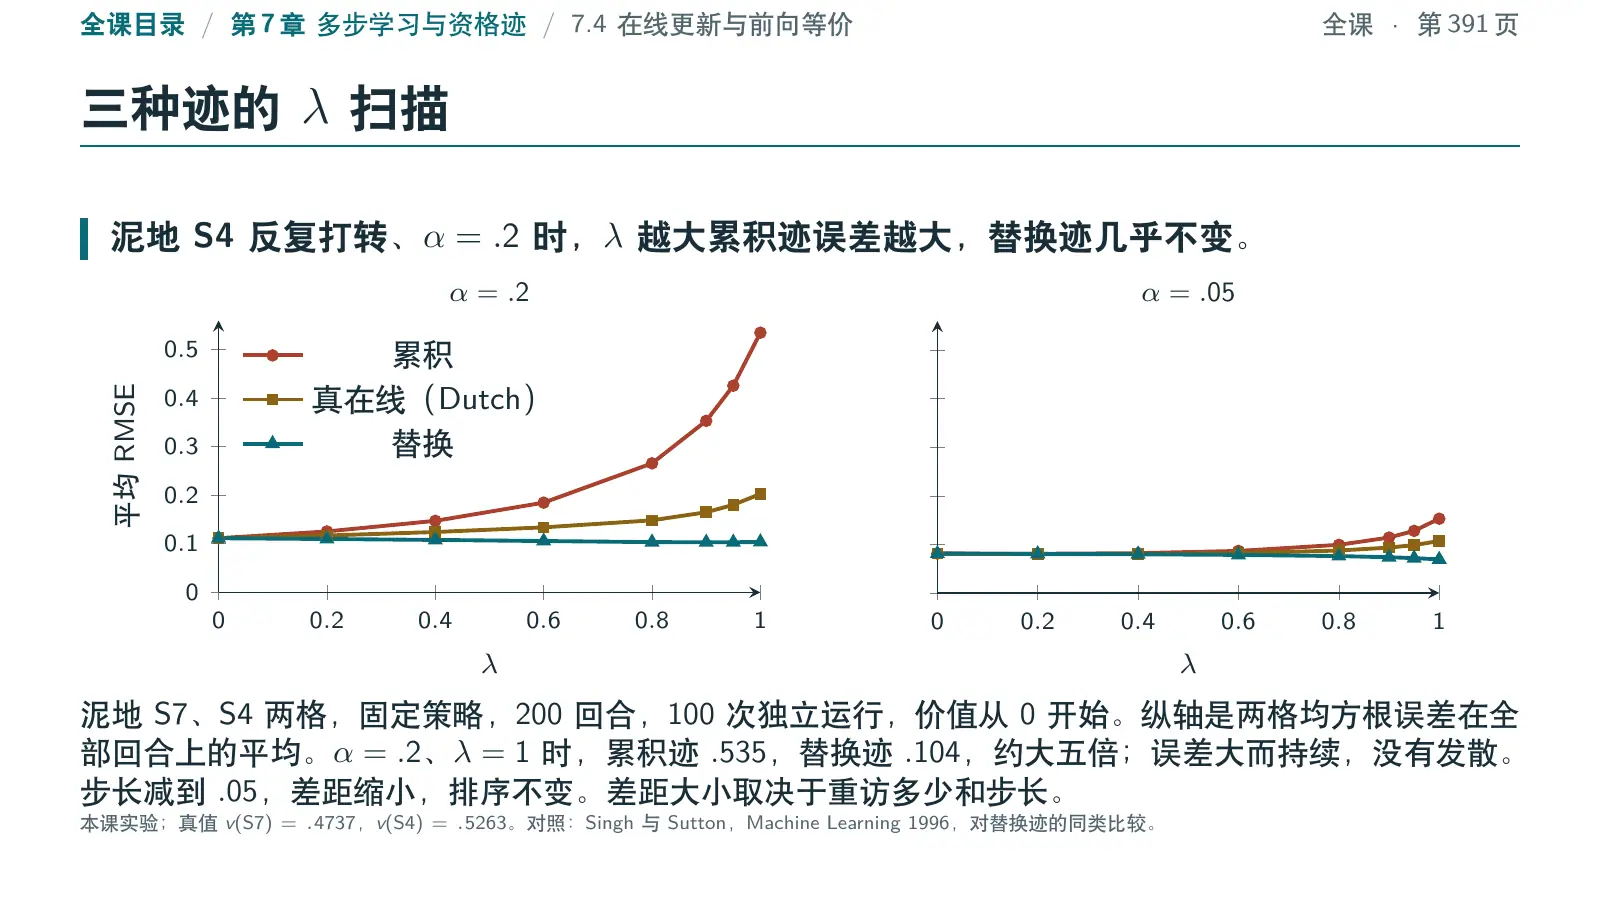 全课目录 / 第 7 章 多步学习与资格迹 / 7.4 在线更新与前向等价
全课 · 第 391 页
三种迹的 λ 扫描
泥地 S4 反复打转、α = .2 时，λ 越大累积迹误差越大，替换迹几乎不变。
α = .2
α = .05
平均 RMSE
0.5
0.4
0.3
0.2
0.1
0
累积
真在线（Dutch）
替换
0 0.2 0.4 0.6 0.8 1
λ
0 0.2 0.4 0.6 0.8 1
λ
泥地 S7、S4 两格，固定策略，200 回合，100 次独立运行，价值从 0 开始。纵轴是两格均方根误差在全
部回合上的平均。α = .2、λ = 1 时，累积迹 .535，替换迹 .104，约大五倍；误差大而持续，没有发散。
步长减到 .05，差距缩小，排序不变。差距大小取决于重访多少和步长。
本课实验；真值 v(S7) = .4737，v(S4) = .5263。对照：Singh 与 Sutton，Machine Learning 1996，对替换迹的同类比较。